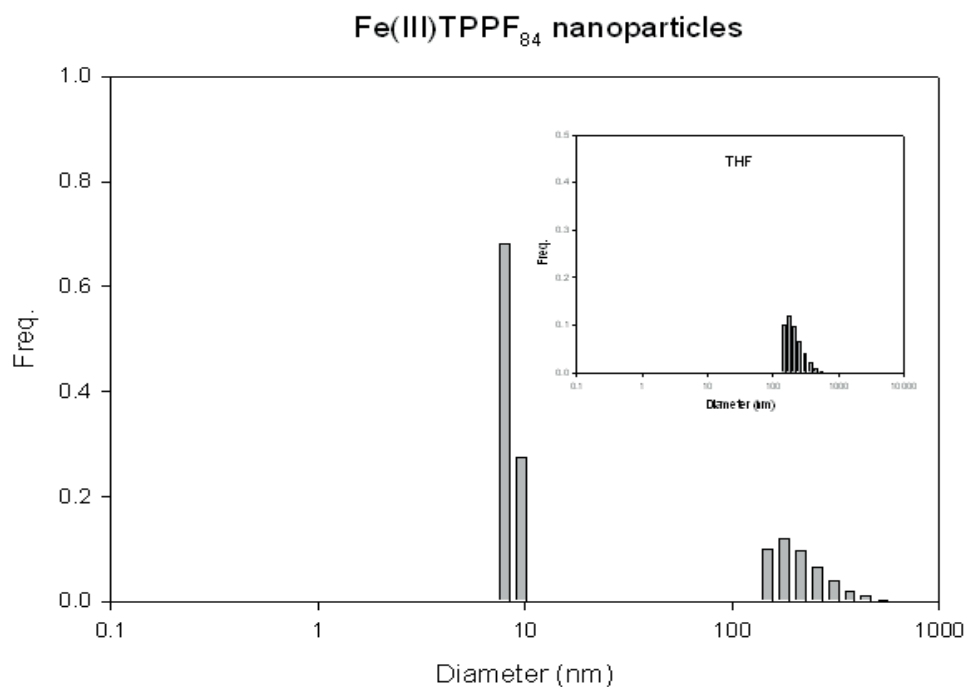 Fe(III)TPPF84 nanoparticles
1.0
0.8
0.6
0.4
0.2
0.0
Freq.
0.1 1 10 100 1000
Diameter (nm)
THF
0.5
0.4
0.3
0.2
0.1
0.0
Freq.
0.1 1 10 100 1000 10000
Diameter (nm)